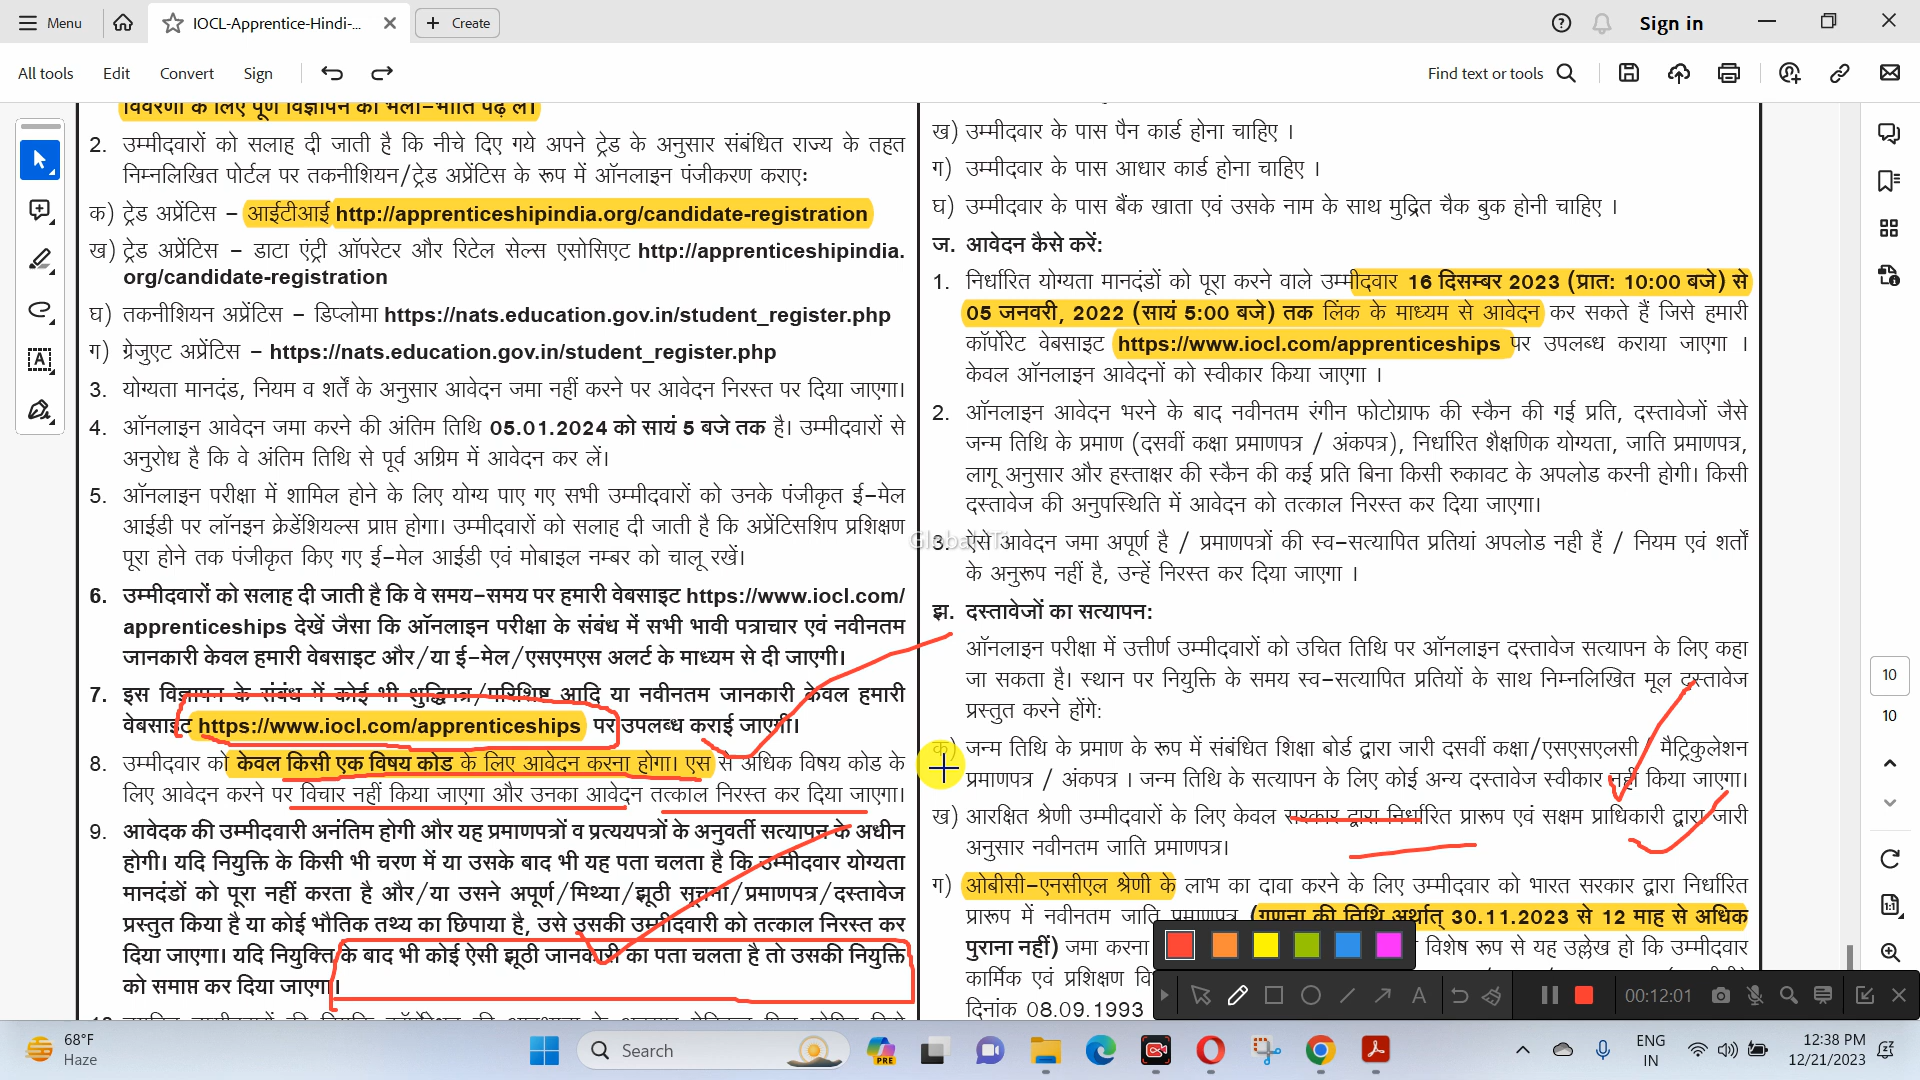 Menu
IOCL-Apprentice-Hindi-...
Create
Sign in
All tools
Edit
Convert
Sign
Find text or tools
विवरणों के लिए पूर्ण विज्ञापन को भली-भाँति पढ़ लें।
2. उम्मीदवारों को सलाह दी जाती है कि नीचे दिए गये अपने ट्रेड के अनुसार संबंधित राज्य के तहत
निम्नलिखित पोर्टल पर तकनीशियन/ट्रेड अप्रेंटिस के रूप में ऑनलाइन पंजीकरण कराएः
क) ट्रेड अप्रेंटिस – आईटीआई http://apprenticeshipindia.org/candidate-registration
ख) ट्रेड अप्रेंटिस – डाटा एंट्री ऑपरेटर और रिटेल सेल्स एसोसिएट http://apprenticeshipindia.
org/candidate-registration
घ) तकनीशियन अप्रेंटिस – डिप्लोमा https://nats.education.gov.in/student_register.php
ग) ग्रेजुएट अप्रेंटिस – https://nats.education.gov.in/student_register.php
3. योग्यता मानदंड, नियम व शर्तों के अनुसार आवेदन जमा नहीं करने पर आवेदन निरस्त पर दिया जाएगा।
4. ऑनलाइन आवेदन जमा करने की अंतिम तिथि 05.01.2024 को सायं 5 बजे तक है। उम्मीदवारों से
अनुरोध है कि वे अंतिम तिथि से पूर्व अग्रिम में आवेदन कर लें।
5. ऑनलाइन परीक्षा में शामिल होने के लिए योग्य पाए गए सभी उम्मीदवारों को उनके पंजीकृत ई-मेल
आईडी पर लॉनइन क्रेडेंशियल्स प्राप्त होगा। उम्मीदवारों को सलाह दी जाती है कि अप्रेंटिसशिप प्रशिक्षण
पूरा होने तक पंजीकृत किए गए ई-मेल आईडी एवं मोबाइल नम्बर को चालू रखें।
6. उम्मीदवारों को सलाह दी जाती है कि वे समय-समय पर हमारी वेबसाइट https://www.iocl.com/
apprenticeships देखें जैसा कि ऑनलाइन परीक्षा के संबंध में सभी भावी पत्राचार एवं नवीनतम
जानकारी केवल हमारी वेबसाइट और/या ई-मेल/एसएमएस अलर्ट के माध्यम से दी जाएगी।
7. इस विज्ञापन के संबंध में कोई भी शुद्धिपत्र/परिशिष्ट आदि या नवीनतम जानकारी केवल हमारी
वेबसाइट https://www.iocl.com/apprenticeships पर उपलब्ध कराई जाएगी।
8. उम्मीदवार को केवल किसी एक विषय कोड के लिए आवेदन करना होगा। एस से अधिक विषय कोड के
लिए आवेदन करने पर विचार नहीं किया जाएगा और उनका आवेदन तत्काल निरस्त कर दिया जाएगा।
9. आवेदक की उम्मीदवारी अनंतिम होगी और यह प्रमाणपत्रों व प्रत्ययपत्रों के अनुवर्ती सत्यापन के अधीन
होगी। यदि नियुक्ति के किसी भी चरण में या उसके बाद भी यह पता चलता है कि उम्मीदवार योग्यता
मानदंडों को पूरा नहीं करता है और/या उसने अपूर्ण/मिथ्या/झूठी सूचना/प्रमाणपत्र/दस्तावेज
प्रस्तुत किया है या कोई भौतिक तथ्य का छिपाया है, उसे उसकी उम्मीदवारी को तत्काल निरस्त कर
दिया जाएगा। यदि नियुक्ति के बाद भी कोई ऐसी झूठी जानकारी का पता चलता है तो उसकी नियुक्ति
को समाप्त कर दिया जाएगा।
ख) उम्मीदवार के पास पैन कार्ड होना चाहिए ।
ग) उम्मीदवार के पास आधार कार्ड होना चाहिए ।
घ) उम्मीदवार के पास बैंक खाता एवं उसके नाम के साथ मुद्रित चैक बुक होनी चाहिए ।
ज. आवेदन कैसे करें:
1. निर्धारित योग्यता मानदंडों को पूरा करने वाले उम्मीदवार 16 दिसम्बर 2023 (प्रात: 10:00 बजे) से
05 जनवरी, 2022 (सायं 5:00 बजे) तक लिंक के माध्यम से आवेदन कर सकते हैं जिसे हमारी
कॉर्पोरेट वेबसाइट https://www.iocl.com/apprenticeships पर उपलब्ध कराया जाएगा ।
केवल ऑनलाइन आवेदनों को स्वीकार किया जाएगा ।
2. ऑनलाइन आवेदन भरने के बाद नवीनतम रंगीन फोटोग्राफ की स्कैन की गई प्रति, दस्तावेजों जैसे
जन्म तिथि के प्रमाण (दसवीं कक्षा प्रमाणपत्र / अंकपत्र), निर्धारित शैक्षणिक योग्यता, जाति प्रमाणपत्र,
लागू अनुसार और हस्ताक्षर की स्कैन की कई प्रति बिना किसी रुकावट के अपलोड करनी होगी। किसी
दस्तावेज की अनुपस्थिति में आवेदन को तत्काल निरस्त कर दिया जाएगा।
3. ऐसे आवेदन जमा अपूर्ण है / प्रमाणपत्रों की स्व-सत्यापित प्रतियां अपलोड नही हैं / नियम एवं शर्तों
के अनुरूप नहीं है, उन्हें निरस्त कर दिया जाएगा ।
झ. दस्तावेजों का सत्यापन:
ऑनलाइन परीक्षा में उत्तीर्ण उम्मीदवारों को उचित तिथि पर ऑनलाइन दस्तावेज सत्यापन के लिए कहा
जा सकता है। स्थान पर नियुक्ति के समय स्व-सत्यापित प्रतियों के साथ निम्नलिखित मूल दस्तावेज
प्रस्तुत करने होंगे:
क) जन्म तिथि के प्रमाण के रूप में संबंधित शिक्षा बोर्ड द्वारा जारी दसवीं कक्षा/एसएसएलसी / मैट्रिकुलेशन
प्रमाणपत्र / अंकपत्र । जन्म तिथि के सत्यापन के लिए कोई अन्य दस्तावेज स्वीकार नहीं किया जाएगा।
ख) आरक्षित श्रेणी उम्मीदवारों के लिए केवल सरकार द्वारा निर्धारित प्रारूप एवं सक्षम प्राधिकारी द्वारा जारी
अनुसार नवीनतम जाति प्रमाणपत्र।
ग) ओबीसी-एनसीएल श्रेणी के लाभ का दावा करने के लिए उम्मीदवार को भारत सरकार द्वारा निर्धारित
प्रारूप में नवीनतम जाति प्रमाणपत्र (गणना की तिथि अर्थात् 30.11.2023 से 12 माह से अधिक
पुराना नहीं) जमा करना विशेष रूप से यह उल्लेख हो कि उम्मीदवार
कार्मिक एवं प्रशिक्षण वि
दिनांक 08.09.1993
10
10
00:12:01
68°F
Haze
Search
PRE
ENG
IN
12:38 PM
12/21/2023